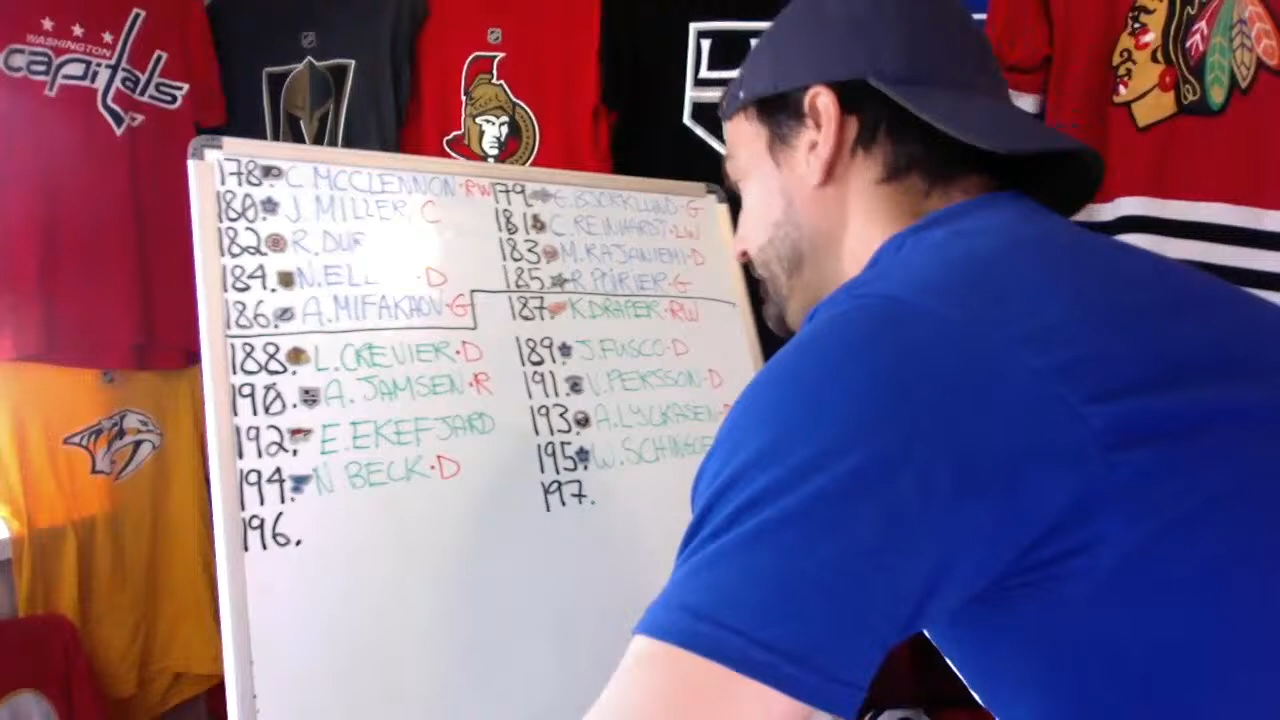 WASHINGTON
capitals
178. C MCCLENNON·RW
179. E.BJORKLUND·G
180. J. MILLER, C
181. C.REINHARST·LW
182. R.DUF
183. M.KAJANIEMI·D
184. N.ELL ·D
185. R.POIRIER·G
186. A.MIFAKAOV·G
187. K.DRAPER·RW
188. L.CREVIER·D
189. J.FUSCO·D
190. A.JAMSEN·R
191. V.PERSSON·D
192. E.EKEFJARD
193. A.LYCKASEN·
194. N BECK·D
195. W.SCHINGOE
196.
197.